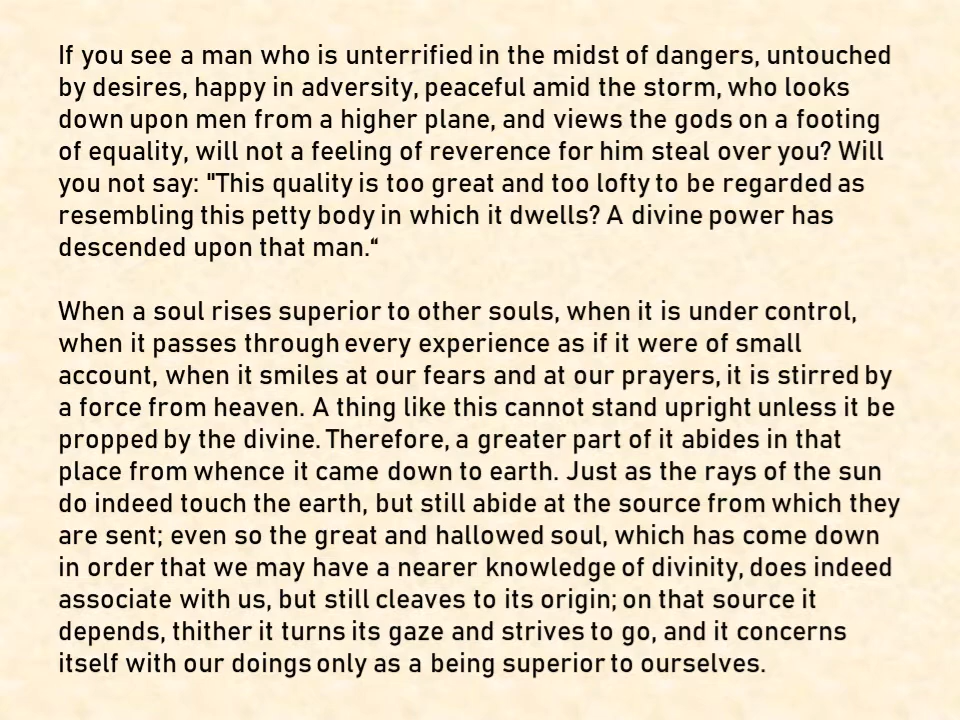 If you see a man who is unterrified in the midst of dangers, untouched
by desires, happy in adversity, peaceful amid the storm, who looks
down upon men from a higher plane, and views the gods on a footing
of equality, will not a feeling of reverence for him steal over you? Will
you not say: "This quality is too great and too lofty to be regarded as
resembling this petty body in which it dwells? A divine power has
descended upon that man.“
When a soul rises superior to other souls, when it is under control,
when it passes through every experience as if it were of small
account, when it smiles at our fears and at our prayers, it is stirred by
a force from heaven. A thing like this cannot stand upright unless it be
propped by the divine. Therefore, a greater part of it abides in that
place from whence it came down to earth. Just as the rays of the sun
do indeed touch the earth, but still abide at the source from which they
are sent; even so the great and hallowed soul, which has come down
in order that we may have a nearer knowledge of divinity, does indeed
associate with us, but still cleaves to its origin; on that source it
depends, thither it turns its gaze and strives to go, and it concerns
itself with our doings only as a being superior to ourselves.